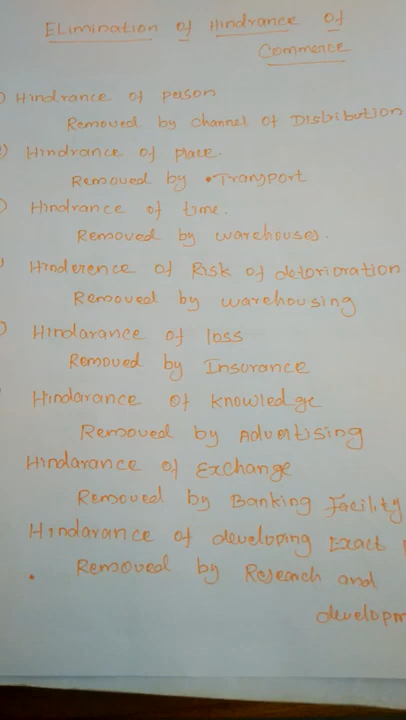 Elimination of Hindrance of
Commence
) Hindrance of person
Removed by channel of Distribution
) Hindrance of place.
Removed by Transport
) Hindrance of time.
Removed by warehouses.
Hinderence of Risk of detorioration
Removed by warehousing
) Hindarance of loss
Removed by Insurance
Hindarance of knowledge
Removed by Advertising
Hindarance of Exchange
Removed by Banking Facility
Hindarance of developing Exact
Removed by Research and
developm